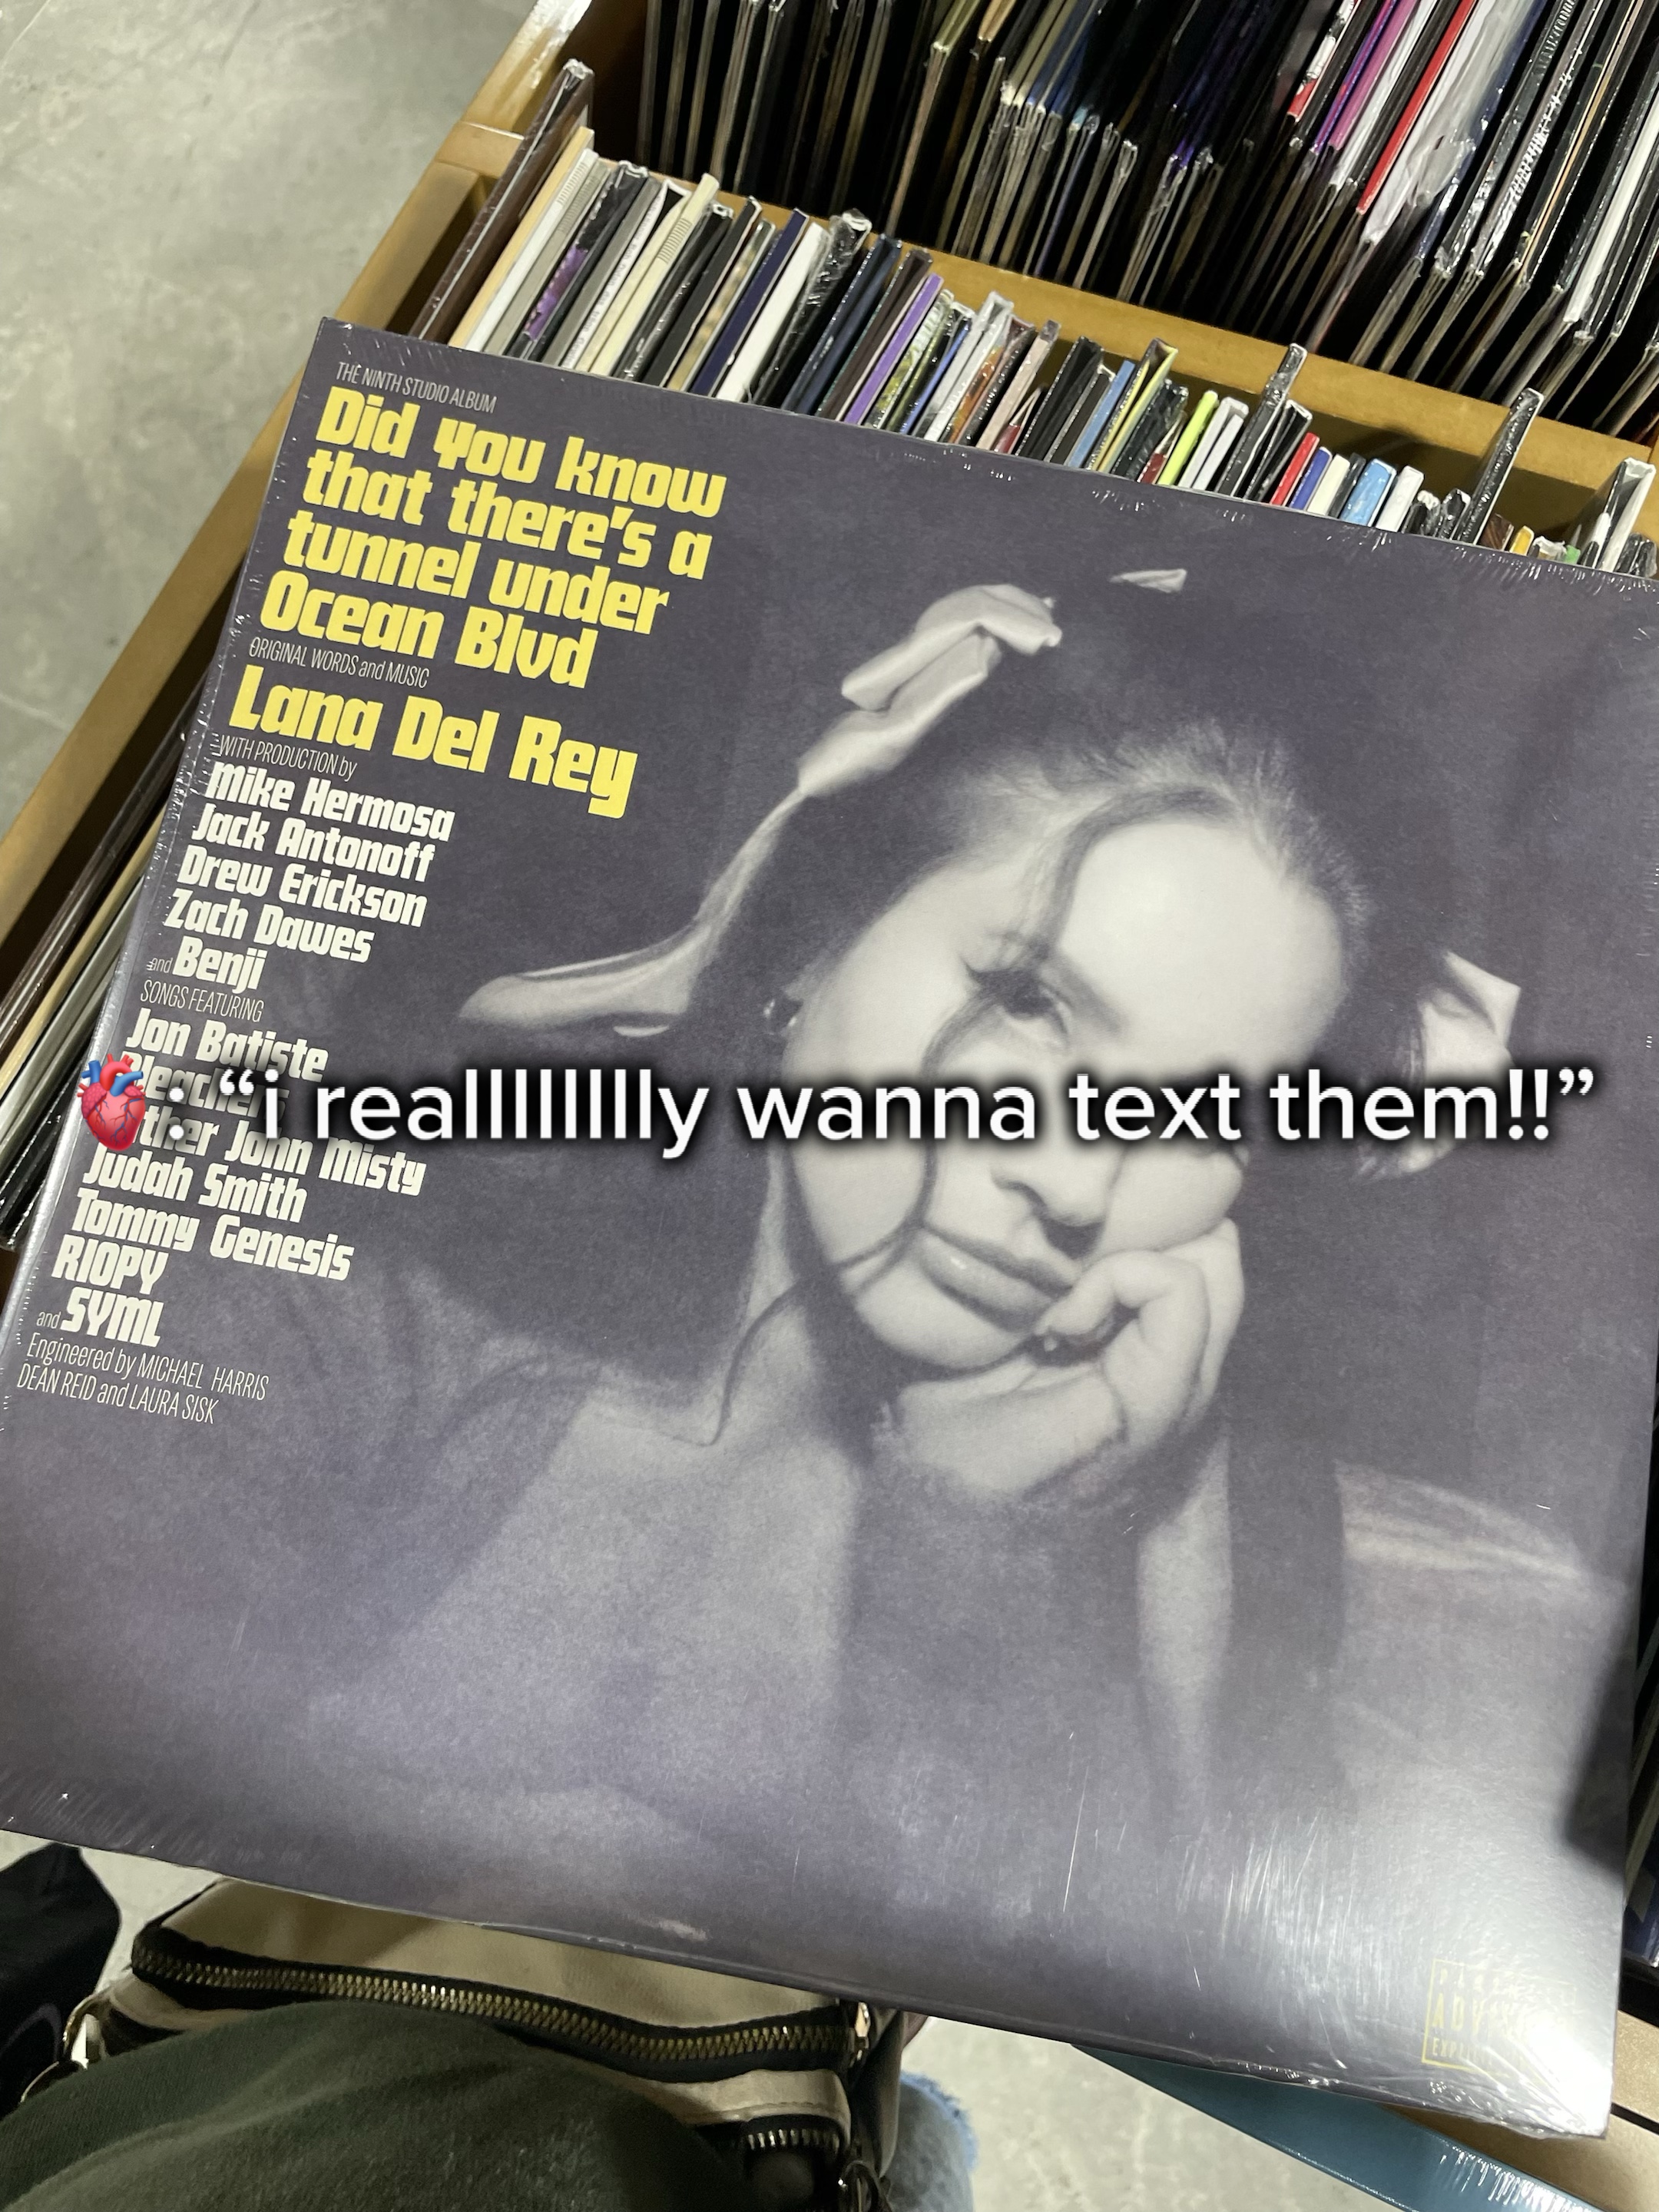 THE NINTH STUDIO ALBUM
Did you know
that there's a
tunnel under
Ocean Blvd
ORIGINAL WORDS and MUSIC
Lana Del Rey
WITH PRODUCTION by
Mike Hermosa
Jack Antonoff
Drew Erickson
Zach Dawes
and Benji
SONGS FEATURING
Jon Batiste
Bleachers
🫀: “i reallllllllly wanna text them!!”
John Misty
Judah Smith
Tommy Genesis
RIOPY
and SYML
Engineered by MICHAEL HARRIS
DEAN REID and LAURA SISK